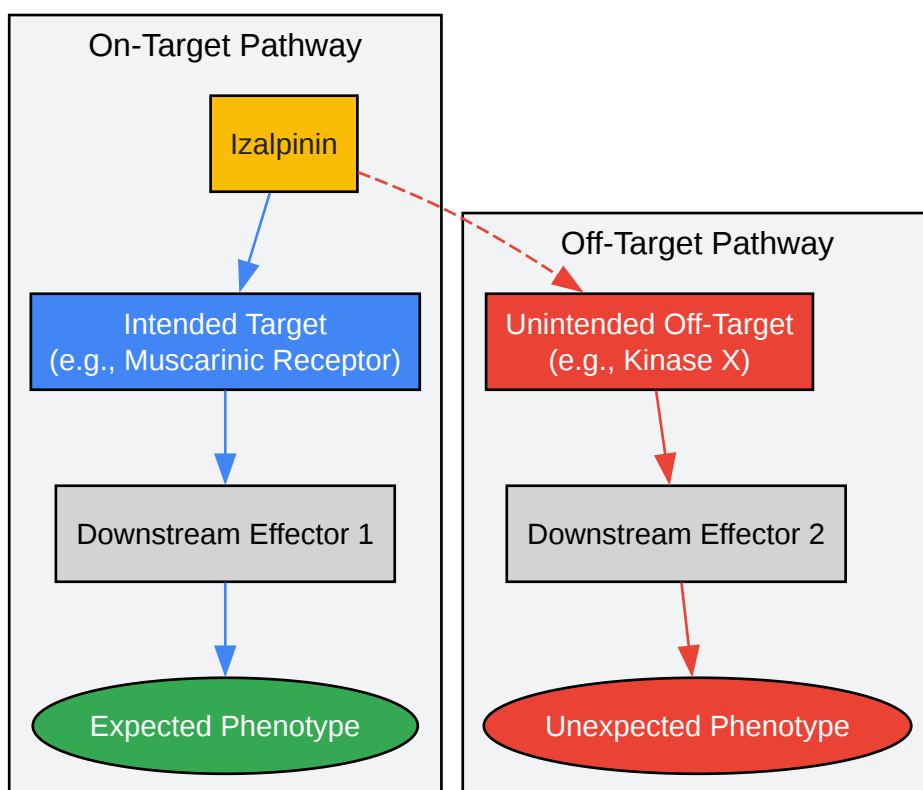 On-Target Pathway
Izalpinin
Intended Target
(e.g., Muscarinic Receptor)
Downstream Effector 1
Expected Phenotype
Off-Target Pathway
Unintended Off-Target
(e.g., Kinase X)
Downstream Effector 2
Unexpected Phenotype